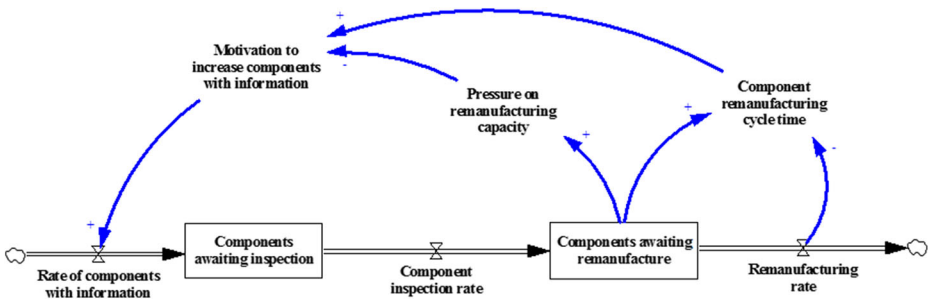 +
Motivation to
increase components
with information
-
Pressure on
remanufacturing
capacity
+
+
Component
remanufacturing
cycle time
-
+
Components
awaiting inspection
Components awaiting
remanufacture
Rate of components
with information
Component
inspection rate
Remanufacturing
rate